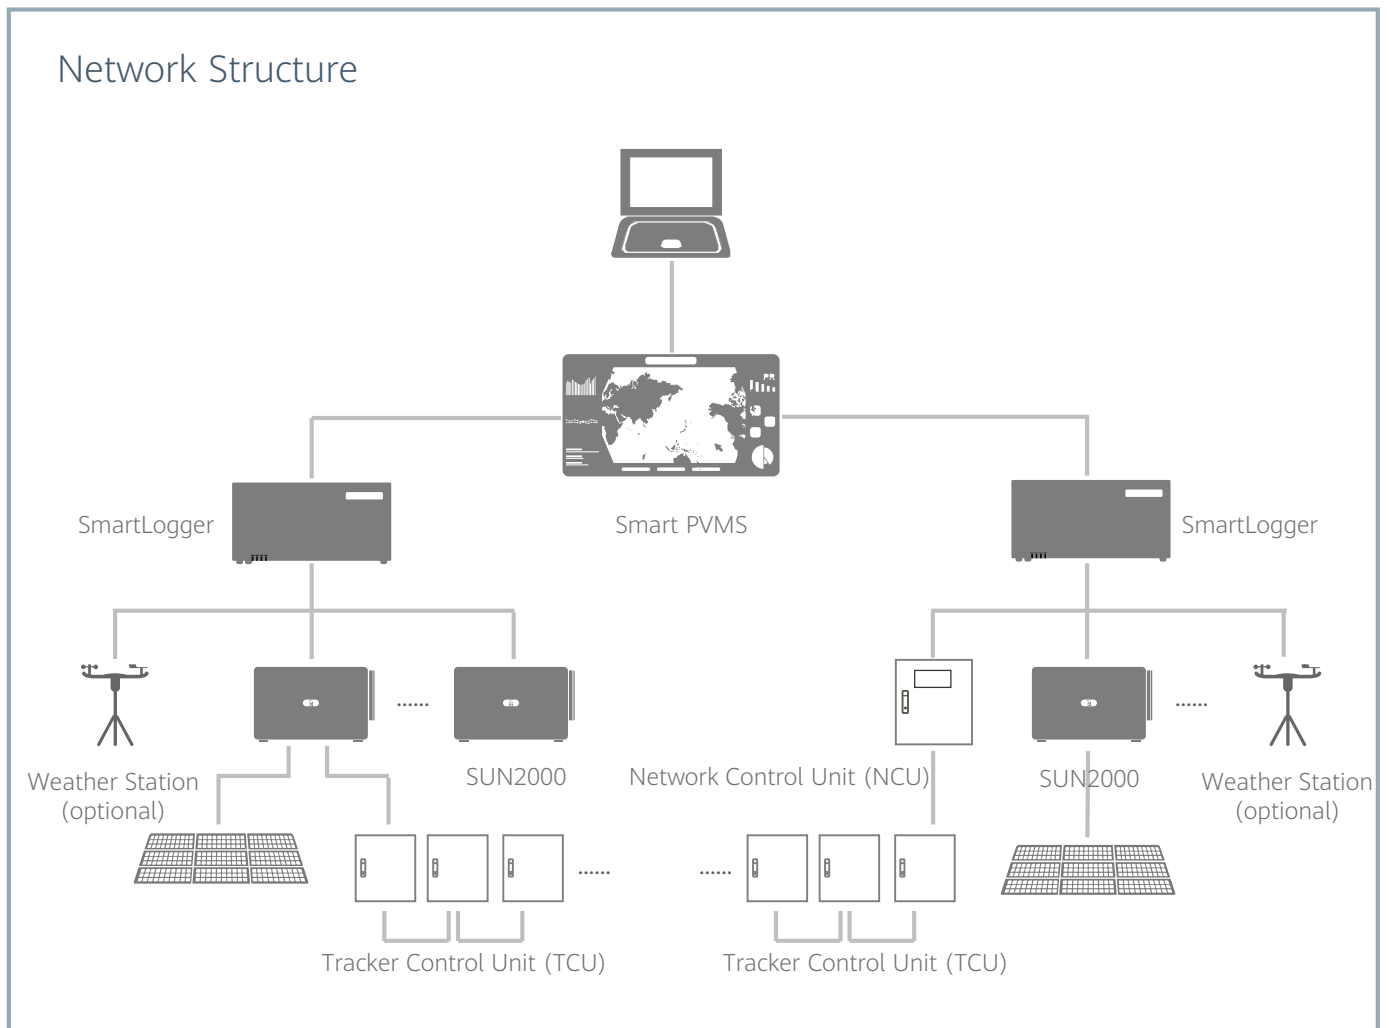 Network Structure
PR
SmartLogger
Smart PVMS
SmartLogger
......
......
Weather Station
(optional)
SUN2000
Network Control Unit (NCU)
SUN2000
Weather Station
(optional)
......
......
Tracker Control Unit (TCU)
Tracker Control Unit (TCU)